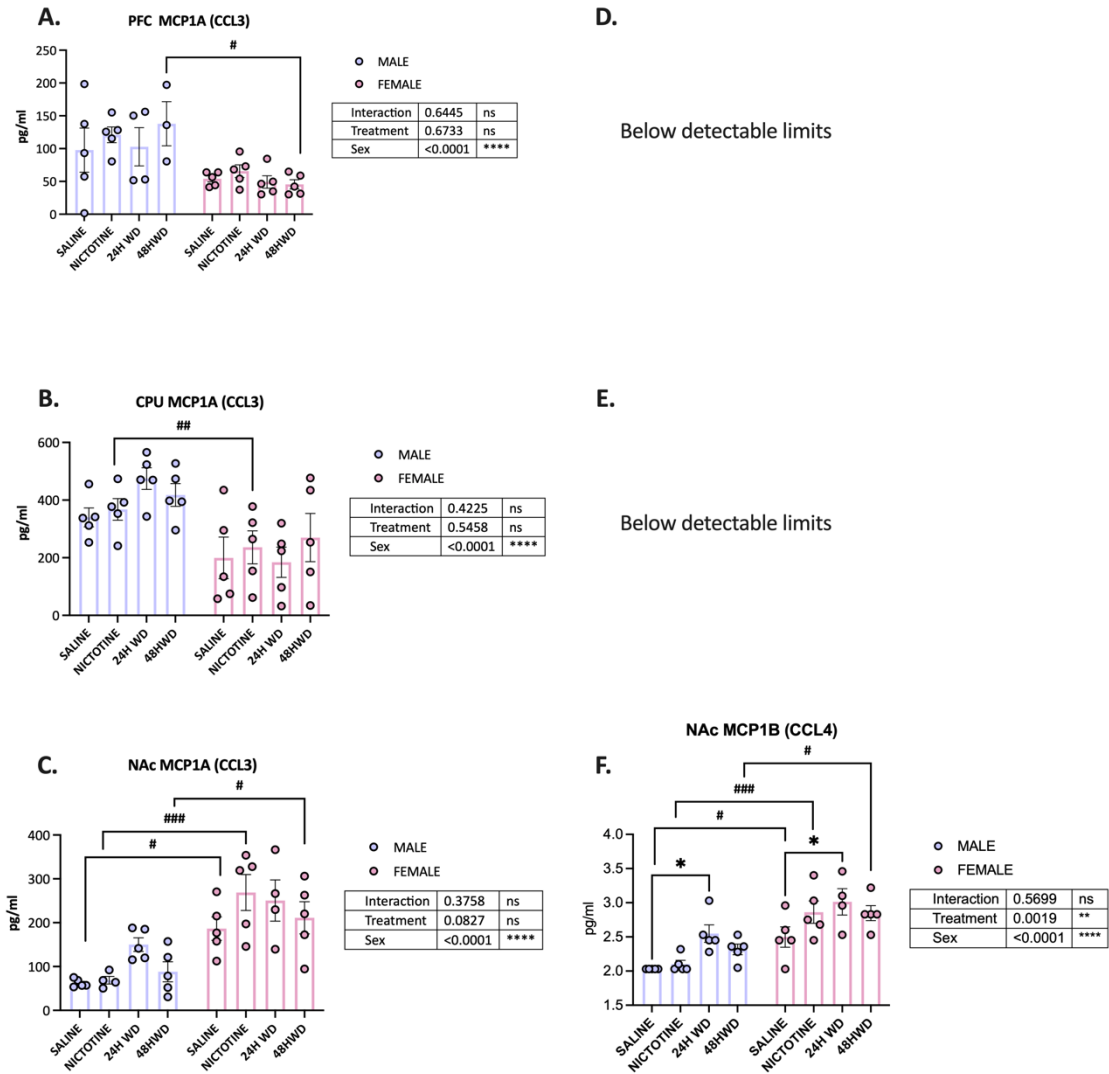 A.
PFC MCP1A (CCL3)
#
250
200
150
100
50
0
pg/ml
SALINE
NICTOTINE
24H WD
48HWD
SALINE
NICTOTINE
24H WD
48HWD
MALE
FEMALE
Interaction 0.6445 ns
Treatment 0.6733 ns
Sex <0.0001 ****
D.
Below detectable limits
B.
CPU MCP1A (CCL3)
##
600
400
200
0
pg/ml
SALINE
NICTOTINE
24H WD
48HWD
SALINE
NICTOTINE
24H WD
48HWD
MALE
FEMALE
Interaction 0.4225 ns
Treatment 0.5458 ns
Sex <0.0001 ****
E.
Below detectable limits
C.
NAc MCP1A (CCL3)
#
###
#
400
300
200
100
0
pg/ml
SALINE
NICTOTINE
24H WD
48HWD
SALINE
NICTOTINE
24H WD
48HWD
MALE
FEMALE
Interaction 0.3758 ns
Treatment 0.0827 ns
Sex <0.0001 ****
NAc MCP1B (CCL4)
F.
#
###
#
*
*
4.0
3.5
3.0
2.5
2.0
1.5
pg/ml
SALINE
NICTOTINE
24H WD
48HWD
SALINE
NICTOTINE
24H WD
48HWD
MALE
FEMALE
Interaction 0.5699 ns
Treatment 0.0019 **
Sex <0.0001 ****